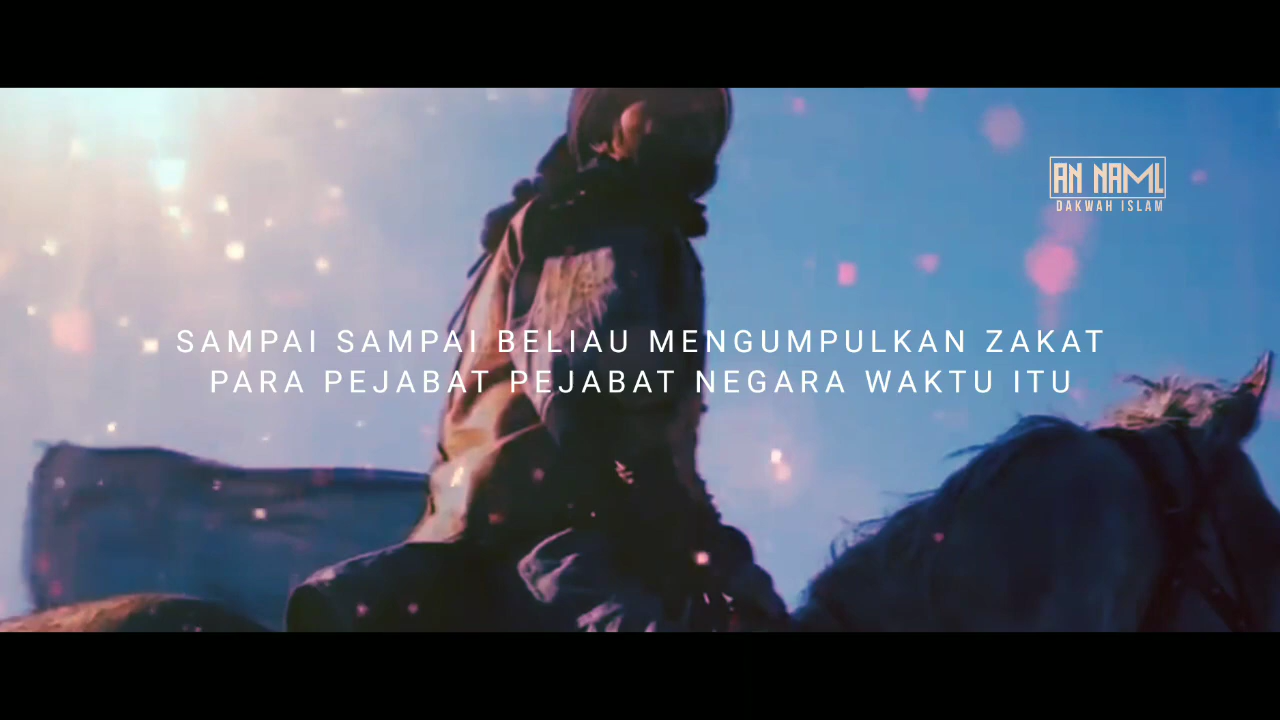 AN NAML
DAKWAH ISLAM
SAMPAI SAMPAI BELIAU MENGUMPULKAN ZAKAT
PARA PEJABAT PEJABAT NEGARA WAKTU ITU